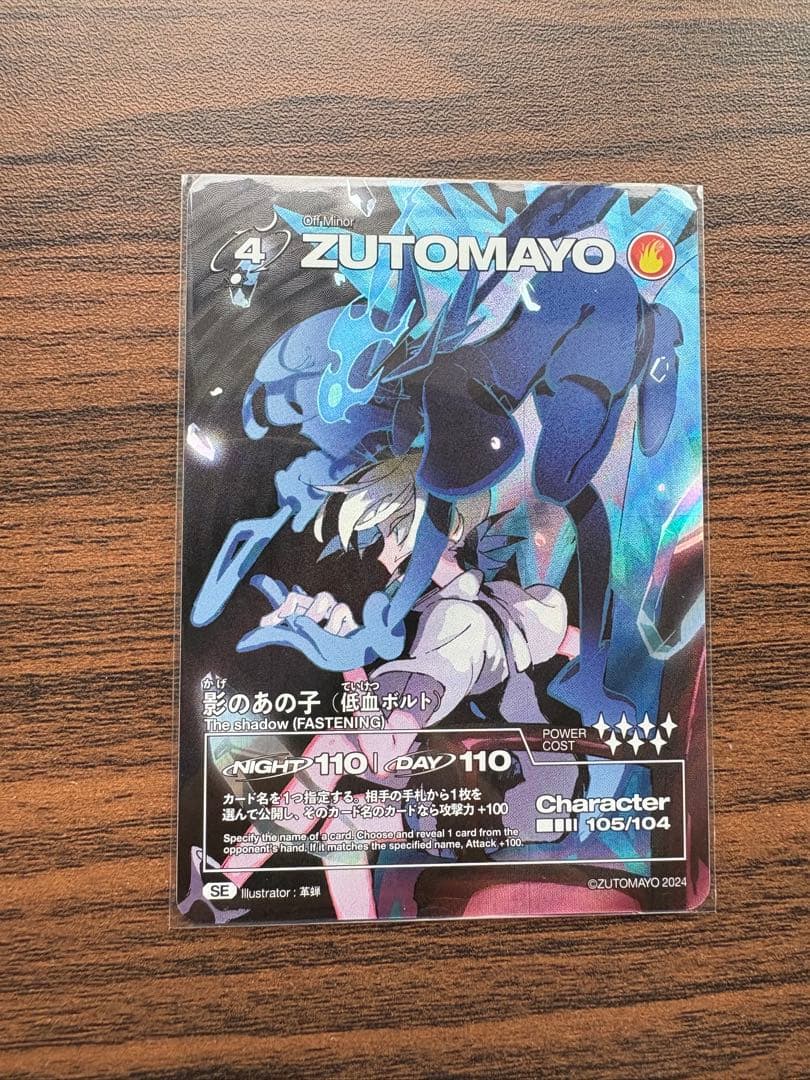 Off Minor
4
ZUTOMAYO
かげ
ていけつ
影のあの子（低血ボルト）
The shadow (FASTENING)
POWER
COST
NIGHT 110 | DAY 110
カード名を1つ指定する。相手の手札から1枚を
選んで公開し、そのカード名のカードなら攻撃力+100
Specify the name of a card. Choose and reveal 1 card from the
opponent's hand. If it matches the specified name, Attack +100.
Character
105/104
SE Illustrator : 革蝉
©ZUTOMAYO 2024